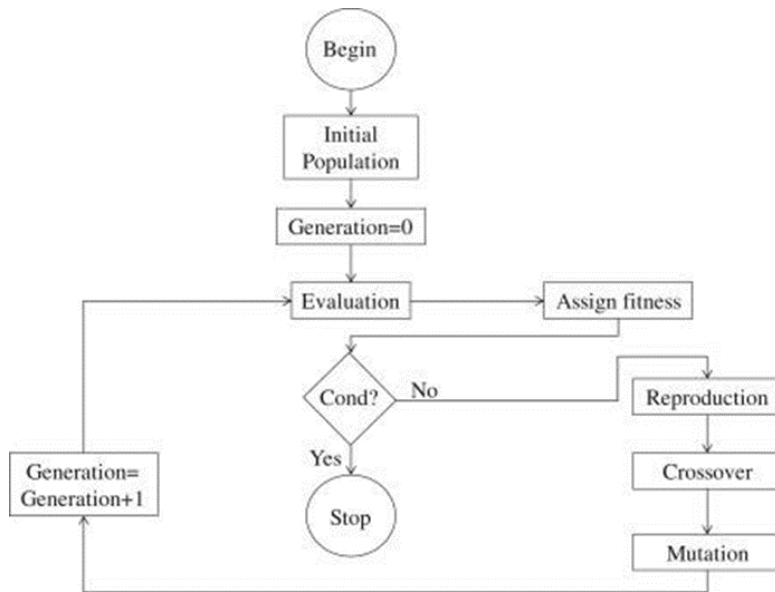 Begin
Initial
Population
Generation=0
Evaluation
Assign fitness
Cond?
No
Reproduction
Yes
Generation=
Generation+1
Crossover
Stop
Mutation